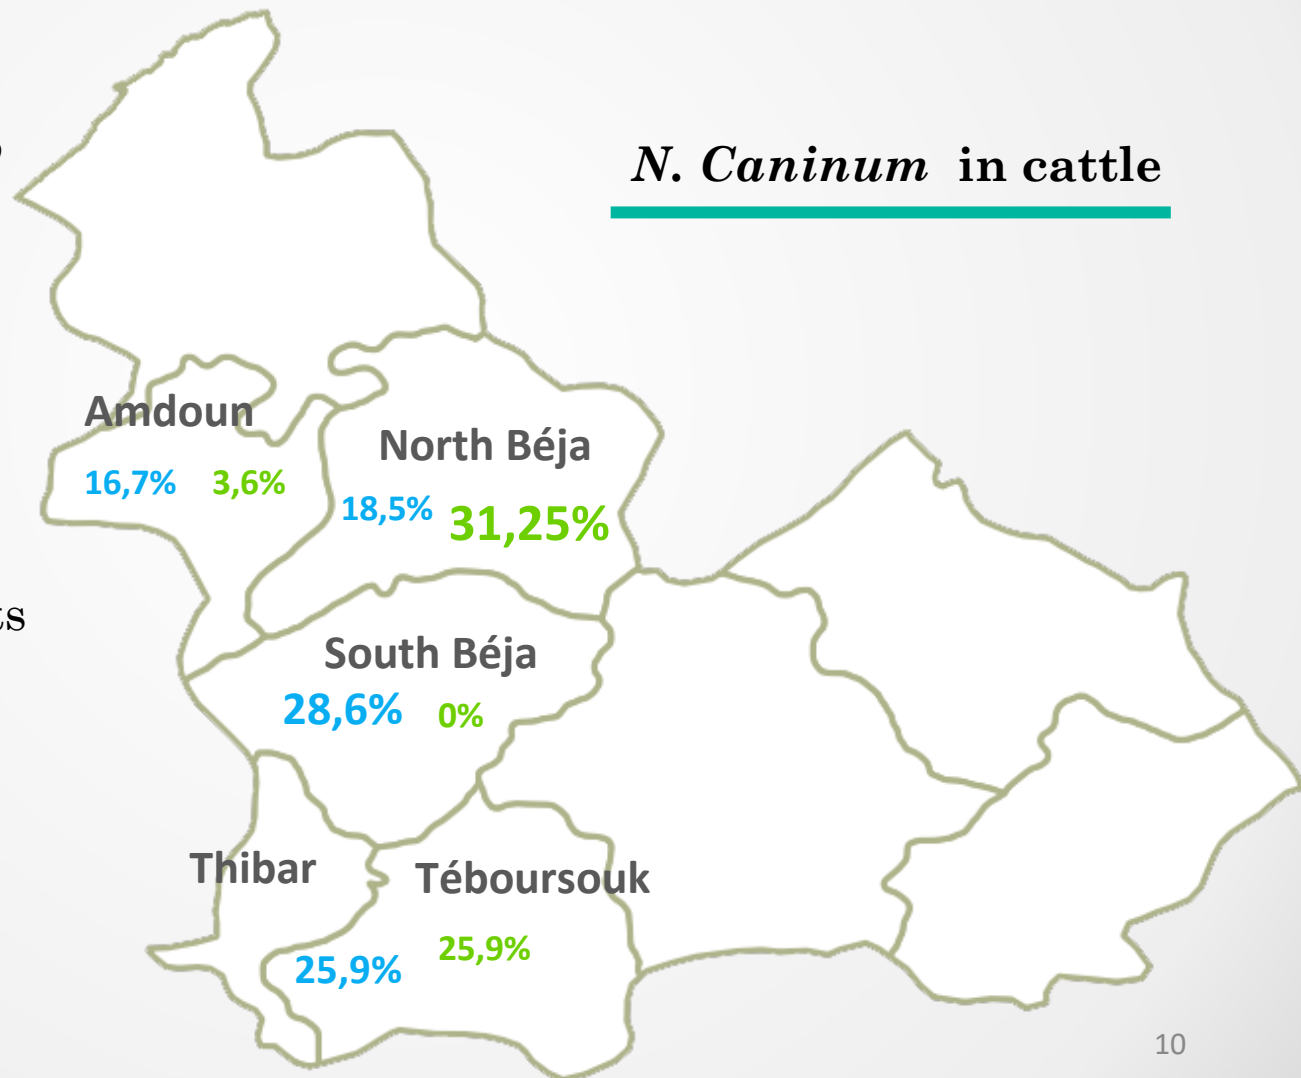 N. Caninum in cattle
ts
Amdoun
16,7% 3,6%
North Béja
18,5% 31,25%
South Béja
28,6% 0%
Thibar
Téboursouk
25,9% 25,9%
10